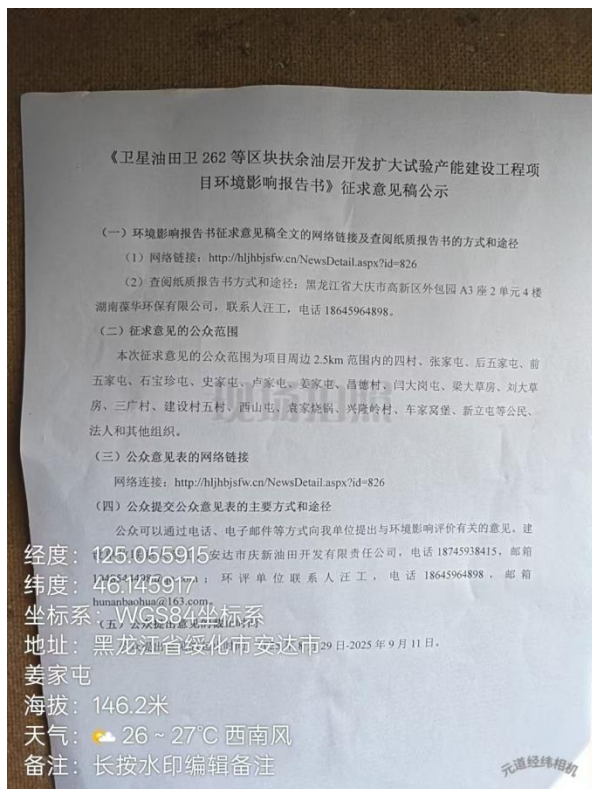 《卫星油田卫 262 等区块扶余油层开发扩大试验产能建设工程项
目环境影响报告书》征求意见稿公示
（一）环境影响报告书征求意见稿全文的网络链接及查阅纸质报告书的方式和途径
（1）网络链接：http://hljhbjsfw.cn/NewsDetail.aspx?id=826
（2）查阅纸质报告书方式和途径：黑龙江省大庆市高新区外包园 A3 座 2 单元 4 楼
湖南葆华环保有限公司，联系人汪工，电话 18645964898。
（二）征求意见的公众范围
本次征求意见的公众范围为项目周边 2.5km 范围内的四村、张家屯、后五家屯、前
五家屯、石宝珍屯、史家屯、卢家屯、姜家屯、昌德村、闫大岗屯、梁大草房、刘大草
房、三广村、建设村五村、西山屯、袁家烧锅、兴隆岭村、车家窝堡、新立屯等公民、
法人和其他组织。
现场拍照
（三）公众意见表的网络链接
网络连接：http://hljhbjsfw.cn/NewsDetail.aspx?id=826
（四）公众提交公众意见表的主要方式和途径
公众可以通过电话、电子邮件等方式向我单位提出与环境影响评价有关的意见。建
安达市庆新油田开发有限责任公司，电话 18745938415，邮箱
；环评单位联系人汪工，电话 18645964898，邮箱
hunanbaohua@163.com。
（五）公众提出意见的
29 日-2025 年 9 月 11 日。
经度：125.055915
纬度：46.145917
坐标系：WGS84坐标系
地址：黑龙江省绥化市安达市
姜家屯
海拔：146.2米
天气：26 ~ 27℃ 西南风
备注：长按水印编辑备注
元道经纬相机